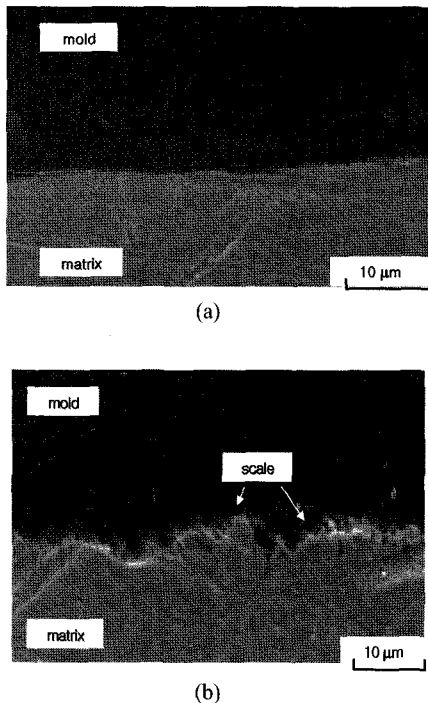 mold
matrix
10 μm
(a)
mold
scale
matrix
10 μm
(b)